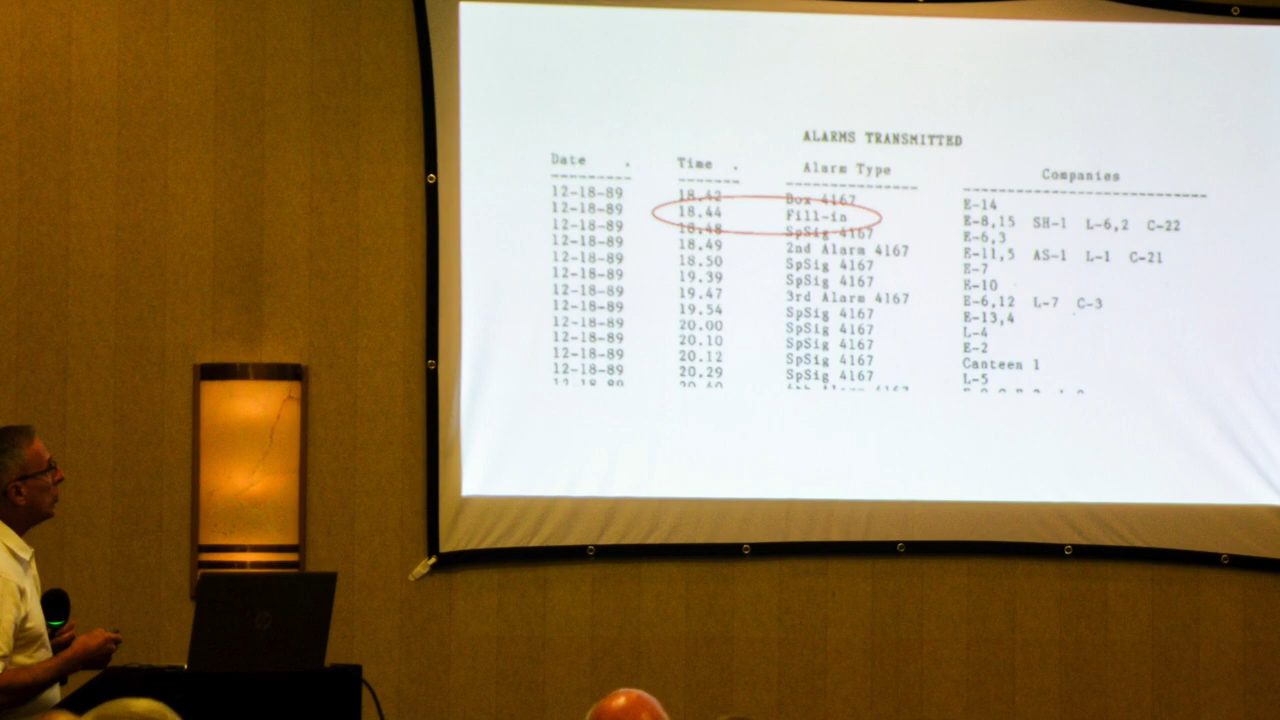 ALARMS TRANSMITTED
Date . Time . Alarm Type Companies
12-18-89 18.42 Box 4167 E-14
12-18-89 18.44 Fill-in E-8,15 SH-1 L-6,2 C-22
12-18-89 18.48 SpSig 4167 E-6,3
12-18-89 18.49 2nd Alarm 4167 E-11,5 AS-1 L-1 C-21
12-18-89 18.50 SpSig 4167 E-7
12-18-89 19.39 SpSig 4167 E-10
12-18-89 19.47 3rd Alarm 4167 E-6,12 L-7 C-3
12-18-89 19.54 SpSig 4167 E-13,4
12-18-89 20.00 SpSig 4167 L-4
12-18-89 20.10 SpSig 4167 E-2
12-18-89 20.12 SpSig 4167 Canteen 1
12-18-89 20.29 SpSig 4167 L-5